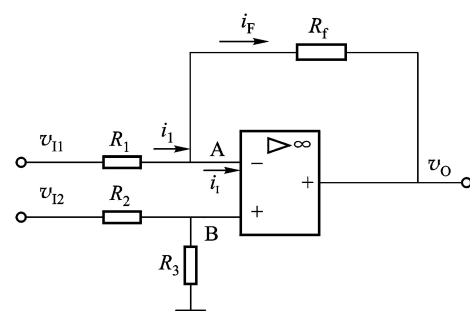 i_F R_f
v_I1 R_1 i_1 A ▷ ∞ v_O
i_I − +
v_I2 R_2 +
B
R_3